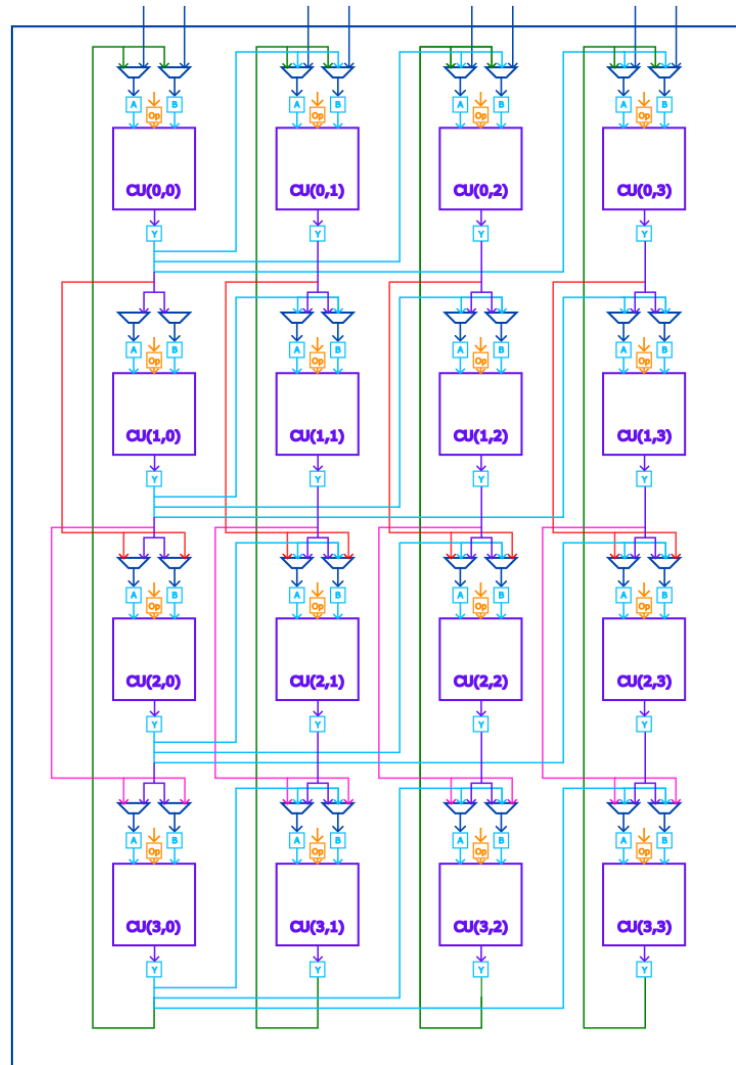 A Op B A Op B A Op B A Op B
CU(0,0) CU(0,1) CU(0,2) CU(0,3)
Y Y Y Y
A Op B A Op B A Op B A Op B
CU(1,0) CU(1,1) CU(1,2) CU(1,3)
Y Y Y Y
A Op B A Op B A Op B A Op B
CU(2,0) CU(2,1) CU(2,2) CU(2,3)
Y Y Y Y
A Op B A Op B A Op B A Op B
CU(3,0) CU(3,1) CU(3,2) CU(3,3)
Y Y Y Y